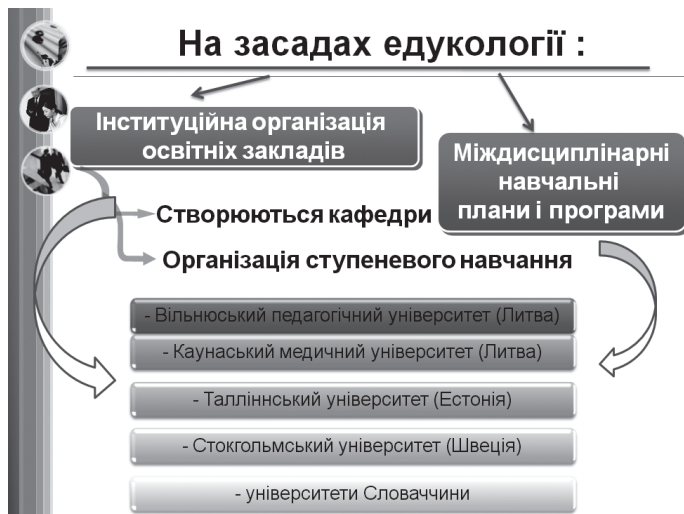 На засадах едукології :
Інституційна організація
освітніх закладів
Міждисциплінарні
навчальні
плани і програми
Створюються кафедри
Організація ступеневого навчання
- Вільнюський педагогічний університет (Литва)
- Каунаський медичний університет (Литва)
- Талліннський університет (Естонія)
- Стокгольмський університет (Швеція)
- університети Словаччини